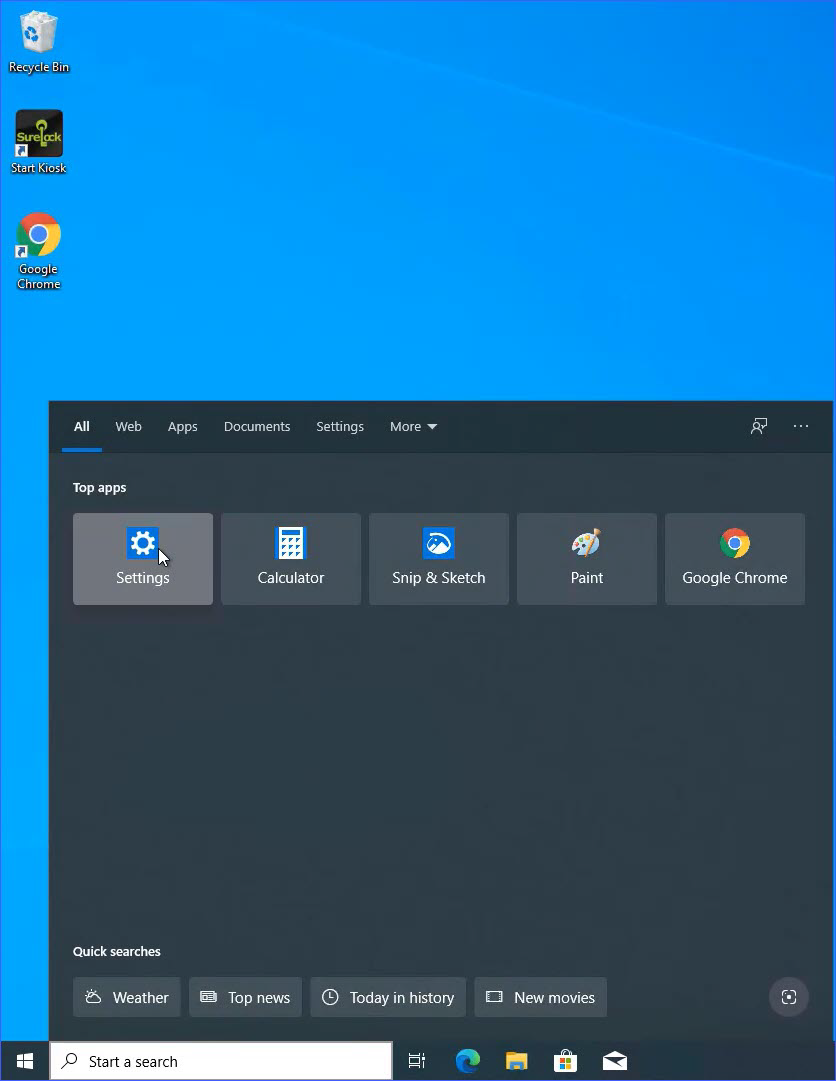 Recycle Bin
SureLock
Start Kiosk
Google
Chrome
All Web Apps Documents Settings More
Top apps
Settings Calculator Snip & Sketch Paint Google Chrome
Quick searches
Weather Top news Today in history New movies
Start a search